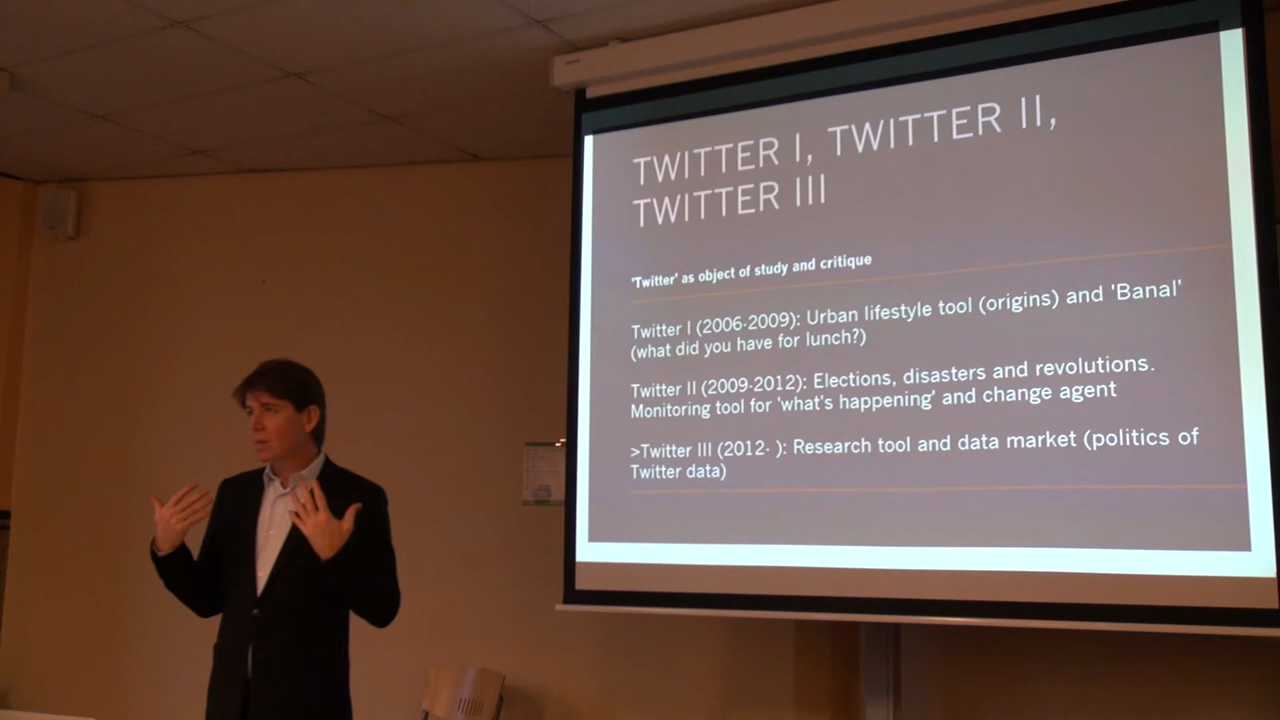 TWITTER I, TWITTER II,
TWITTER III
'Twitter' as object of study and critique
Twitter I (2006-2009): Urban lifestyle tool (origins) and 'Banal'
(what did you have for lunch?)
Twitter II (2009-2012): Elections, disasters and revolutions.
Monitoring tool for 'what's happening' and change agent
>Twitter III (2012- ): Research tool and data market (politics of
Twitter data)